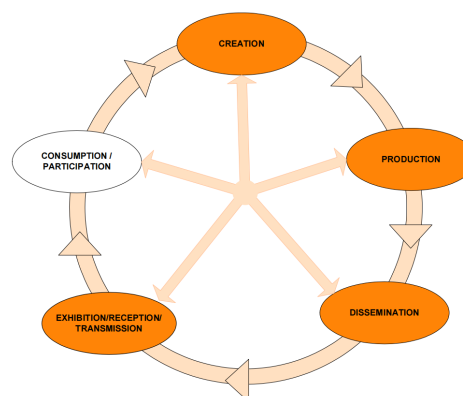 CREATION
CONSUMPTION /
PARTICIPATION
PRODUCTION
EXHIBITION/RECEPTION/
TRANSMISSION
DISSEMINATION